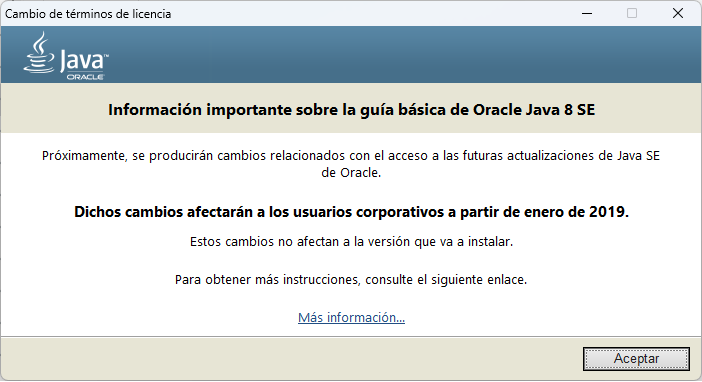 Cambio de términos de licencia
Java™
ORACLE
Información importante sobre la guía básica de Oracle Java 8 SE
Próximamente, se producirán cambios relacionados con el acceso a las futuras actualizaciones de Java SE
de Oracle.
Dichos cambios afectarán a los usuarios corporativos a partir de enero de 2019.
Estos cambios no afectan a la versión que va a instalar.
Para obtener más instrucciones, consulte el siguiente enlace.
Más información...
Aceptar